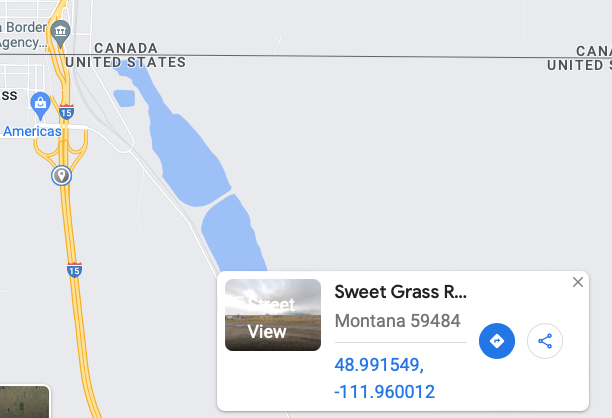 a Border
Agency...
CANADA
UNITED STATES
CAN
UNITED S
ss
15
Americas
15
Sweet Grass R...
Street
View
Montana 59484
48.991549,
-111.960012